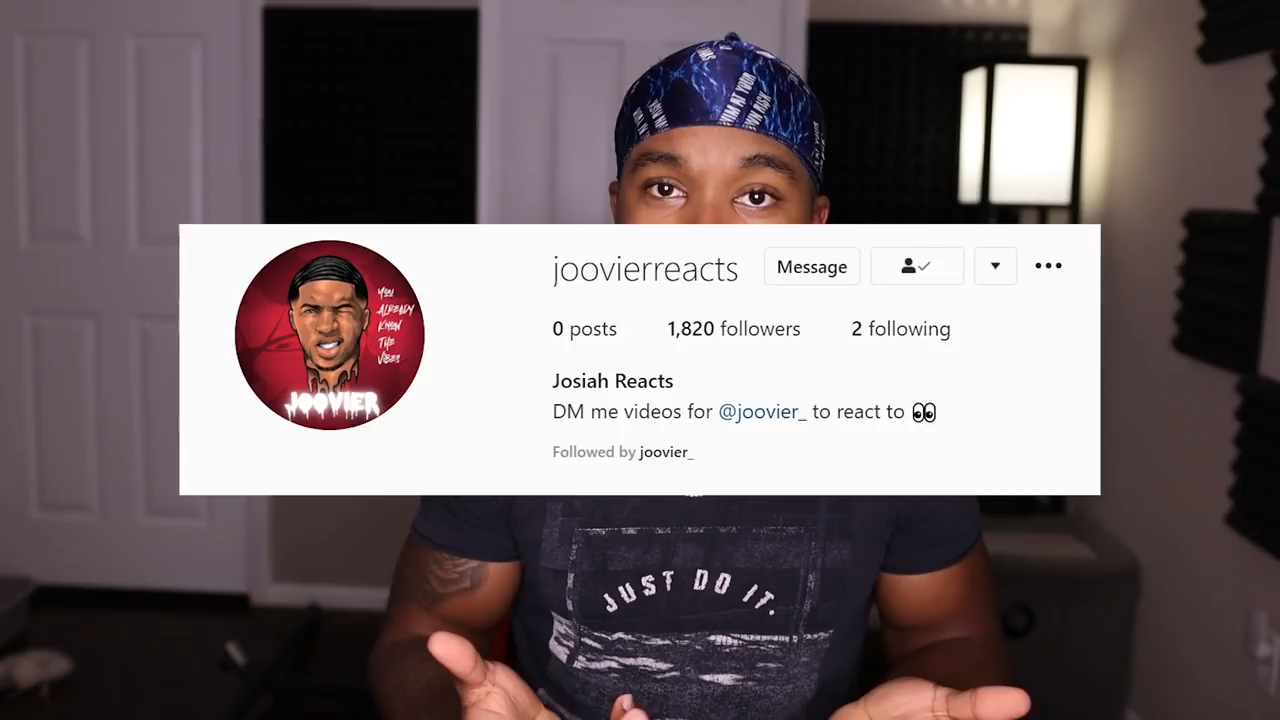 joovierreacts
Message
0 posts 1,820 followers 2 following
Josiah Reacts
DM me videos for @joovier_ to react to 👀
Followed by joovier_
YOU
ALREADY
KNOW
THE
VIBES
JOOVIER
JUST DO IT.